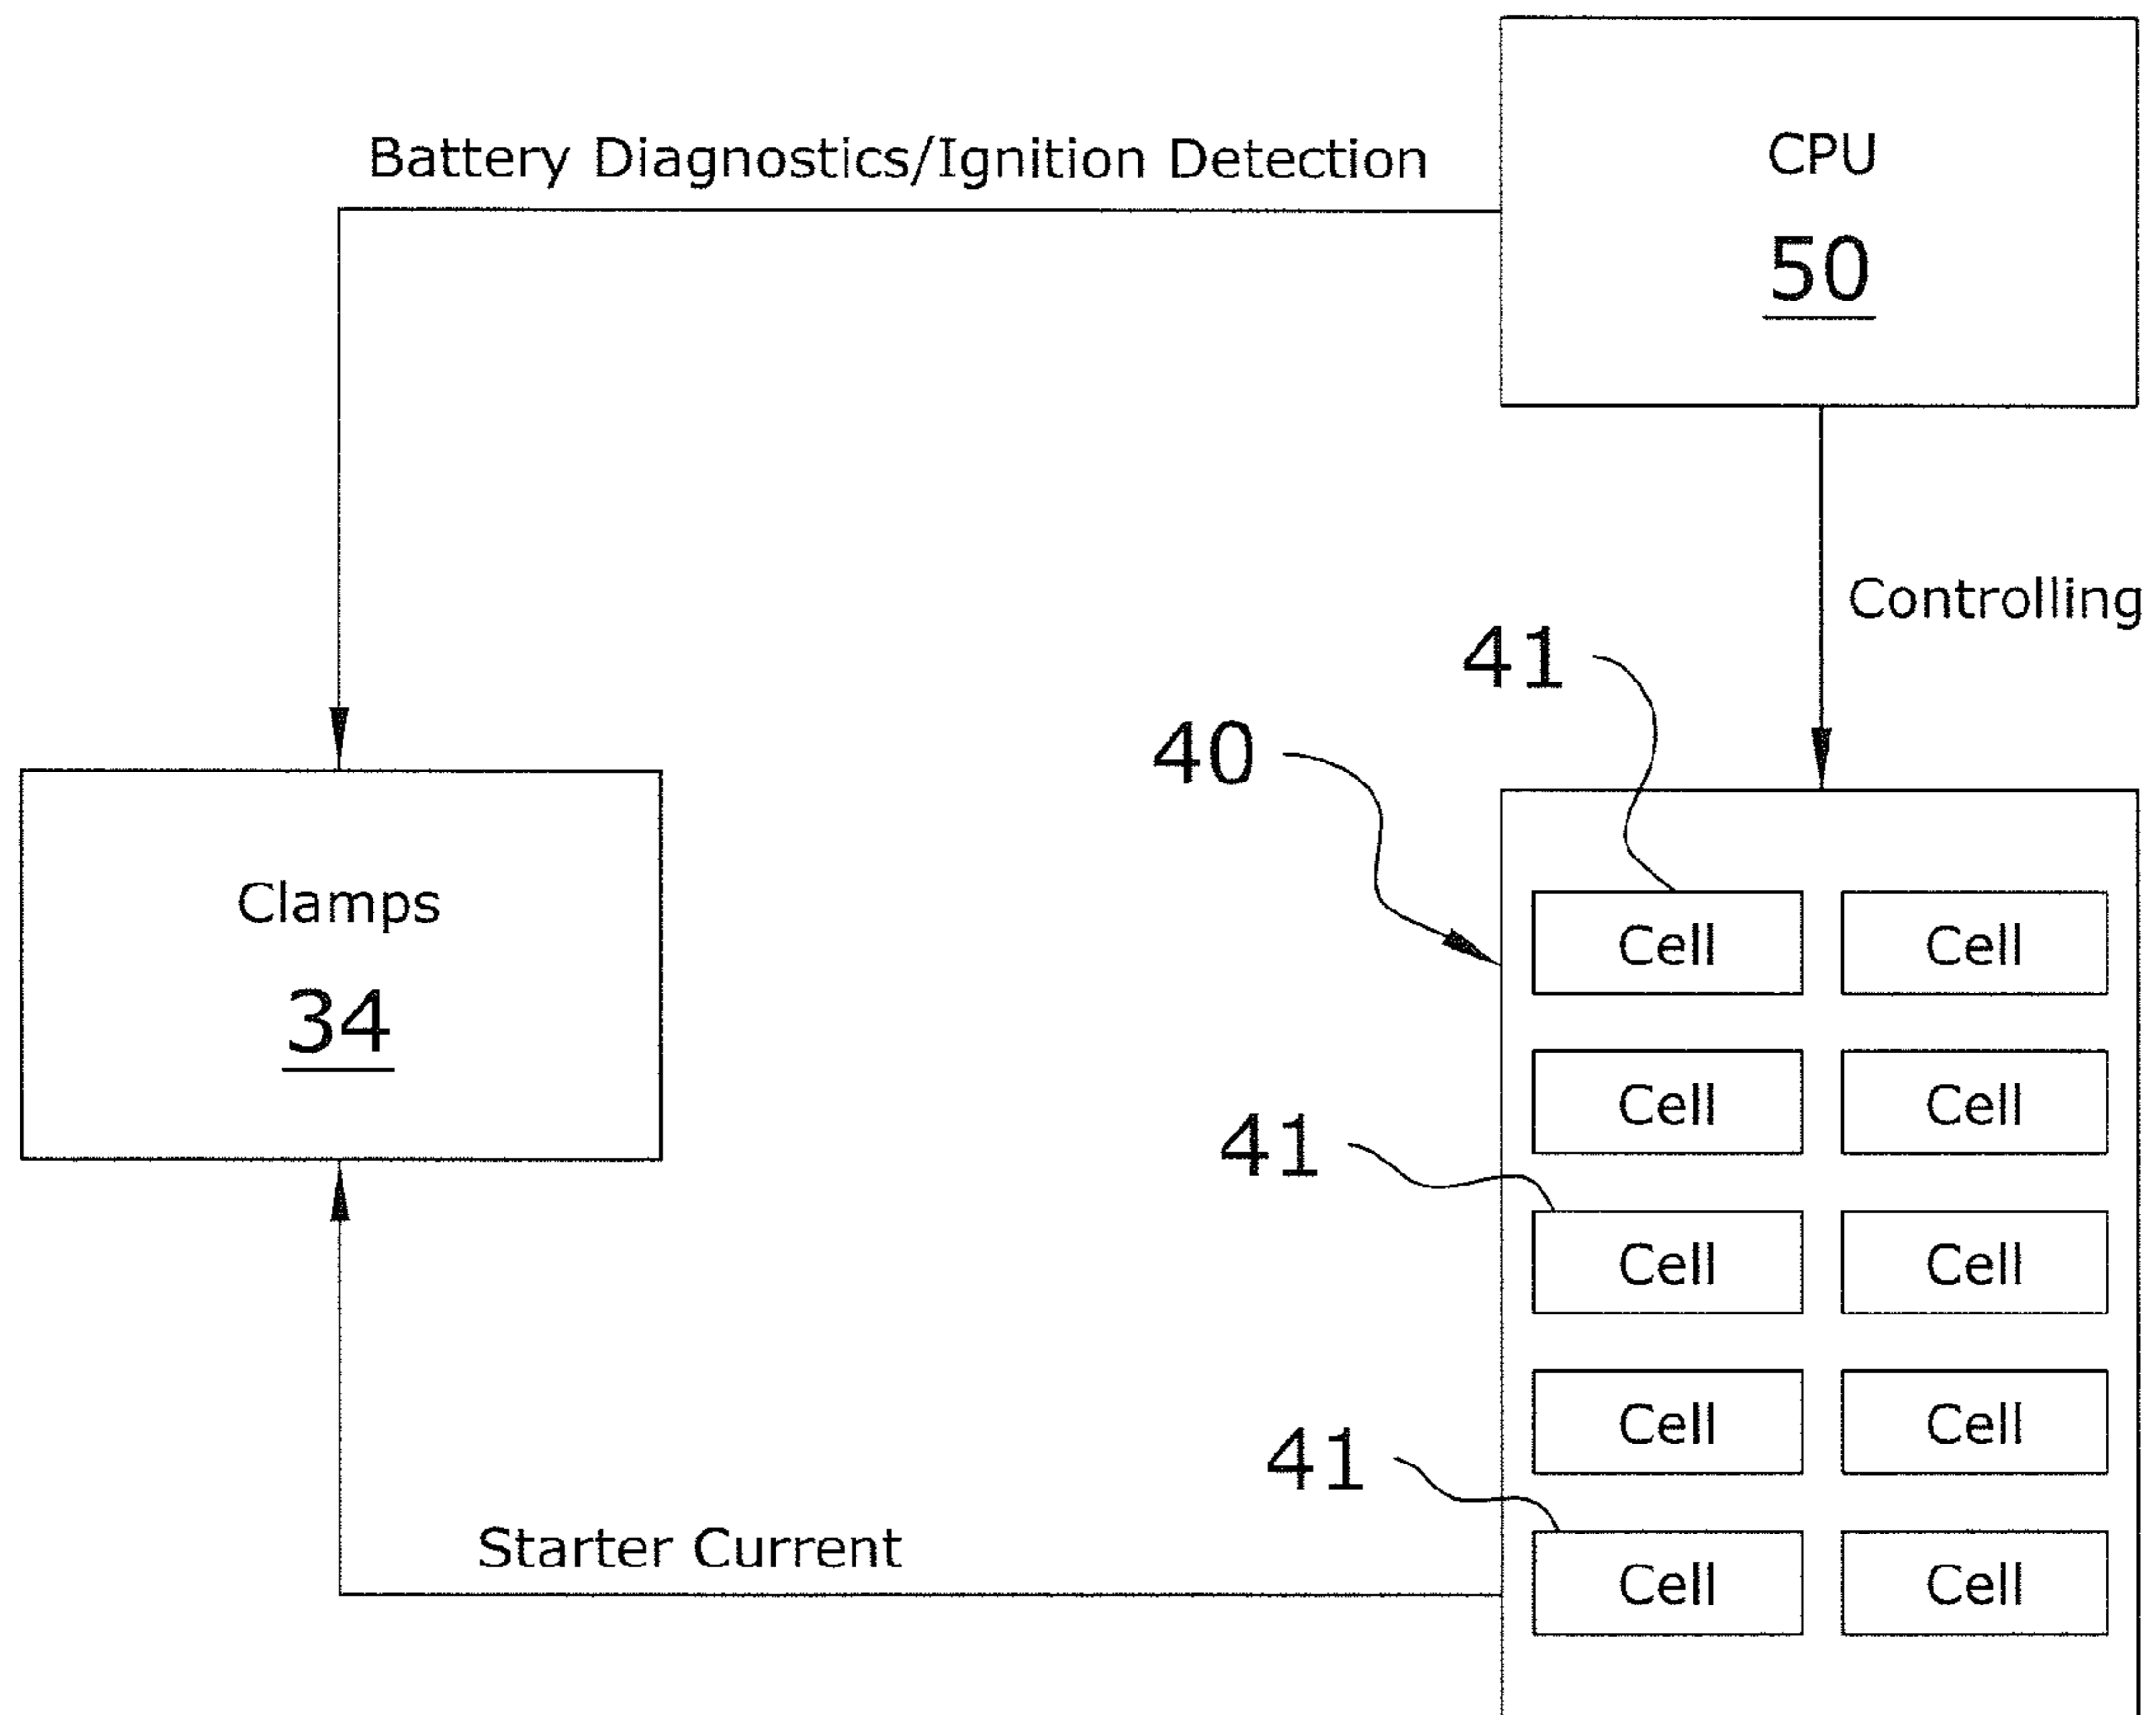 CPU
Battery Diagnostics/Ignition Detection
50
Controlling
41
40
Clamps
Cell Cell
34
Cell Cell
41
Cell Cell
Cell Cell
41
Starter Current
Cell Cell